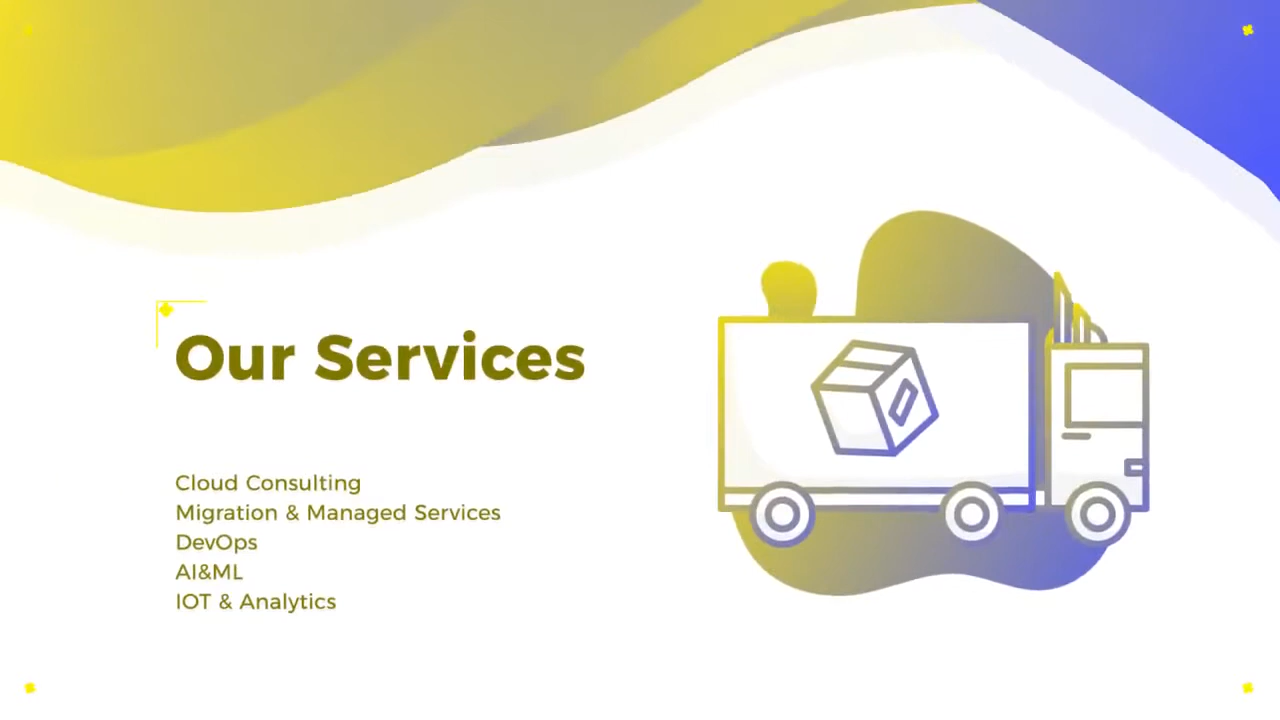 Our Services
Cloud Consulting
Migration & Managed Services
DevOps
AI&ML
IOT & Analytics